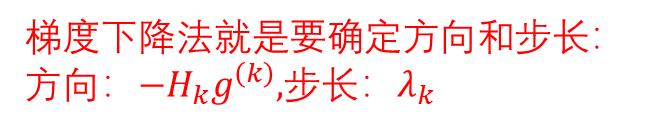 梯度下降法就是要确定方向和步长：
方向：$-H_k g^{(k)}$,步长：$\lambda_k$